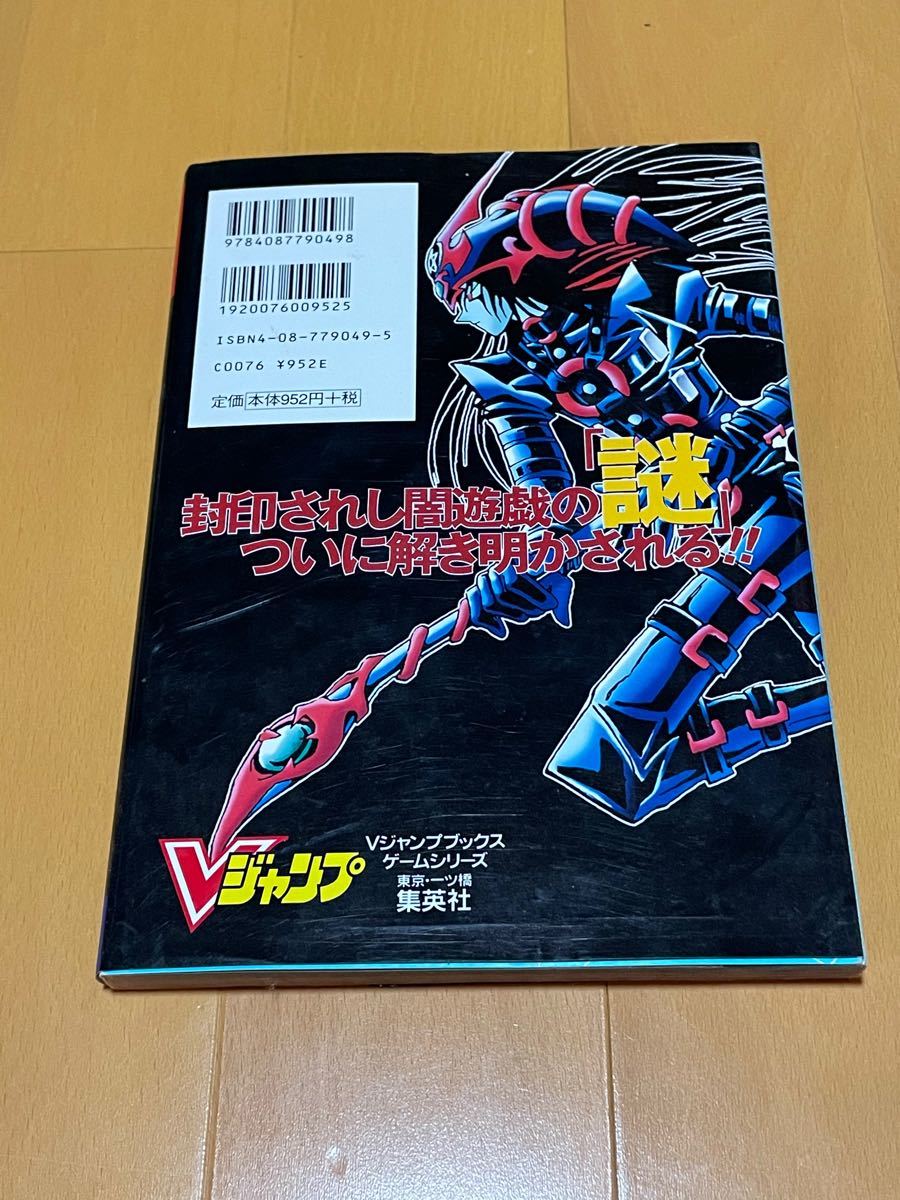 9784087790498
1920076009525
ISBN4-08-779049-5
C0076 ¥952E
定価 本体952円+税
封印されし闇遊戯の「謎」
ついに解き明かされる!!
Vジャンプ
Vジャンプブックス
ゲームシリーズ
東京・一ツ橋
集英社